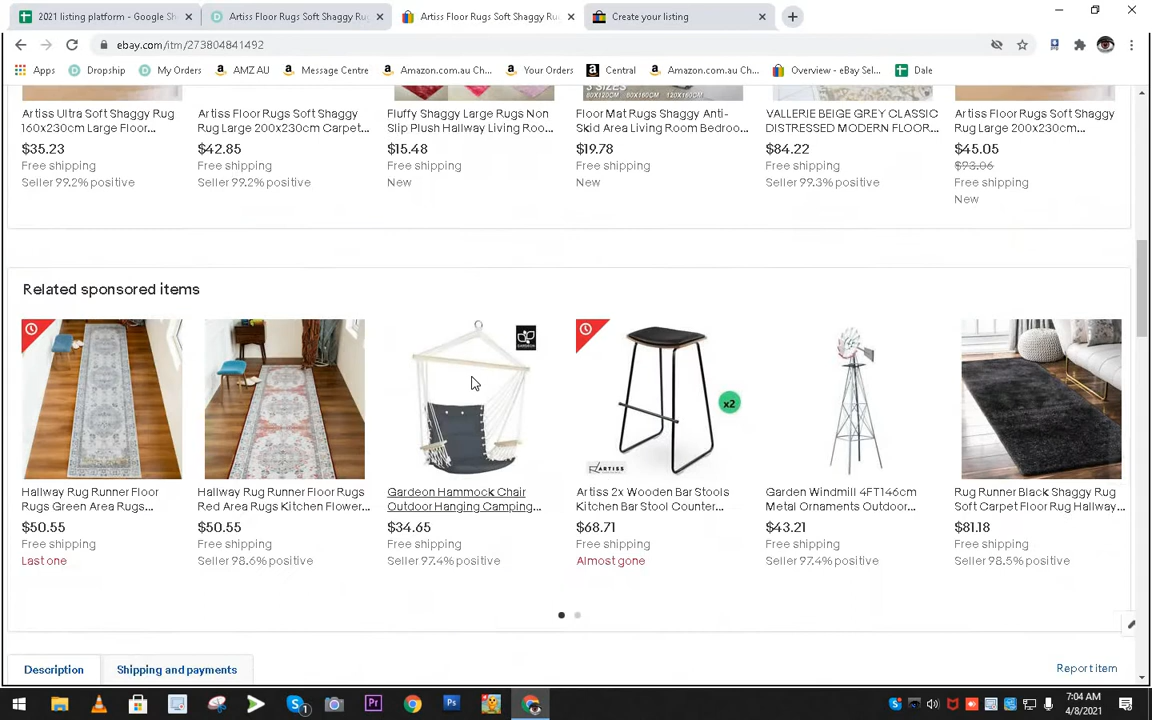 2021 listing platform - Google Sh
Artiss Floor Rugs Soft Shaggy Ru
Artiss Floor Rugs Soft Shaggy Ru
Create your listing
ebay.com/itm/273804841492
Apps Dropship My Orders AMZ AU Message Centre Amazon.com.au Ch... Your Orders Central Amazon.com.au Ch... Overview - eBay Sel... Dale
3 SIZES
60X120CM 80X160CM 120X160CM
Artiss Ultra Soft Shaggy Rug
160x230cm Large Floor...
$35.23
Free shipping
Seller 99.2% positive
Artiss Floor Rugs Soft Shaggy
Rug Large 200x230cm Carpet...
$42.85
Free shipping
Seller 99.2% positive
Fluffy Shaggy Large Rugs Non
Slip Plush Hallway Living Roo...
$15.48
Free shipping
New
Floor Mat Rugs Shaggy Anti-
Skid Area Living Room Bedroo...
$19.78
Free shipping
New
VALLERIE BEIGE GREY CLASSIC
DISTRESSED MODERN FLOOR...
$84.22
Free shipping
Seller 99.3% positive
Artiss Floor Rugs Soft Shaggy
Rug Large 200x230cm...
$45.05
$93.06
Free shipping
New
Related sponsored items
GARDEON
x2
ARTISS
Hallway Rug Runner Floor
Rugs Green Area Rugs...
$50.55
Free shipping
Last one
Hallway Rug Runner Floor Rugs
Red Area Rugs Kitchen Flower...
$50.55
Free shipping
Seller 98.6% positive
Gardeon Hammock Chair
Outdoor Hanging Camping...
$34.65
Free shipping
Seller 97.4% positive
Artiss 2x Wooden Bar Stools
Kitchen Bar Stool Counter...
$68.71
Free shipping
Almost gone
Garden Windmill 4FT146cm
Metal Ornaments Outdoor...
$43.21
Free shipping
Seller 97.4% positive
Rug Runner Black Shaggy Rug
Soft Carpet Floor Rug Hallway...
$81.18
Free shipping
Seller 98.5% positive
Description
Shipping and payments
Report item
7:04 AM
4/8/2021